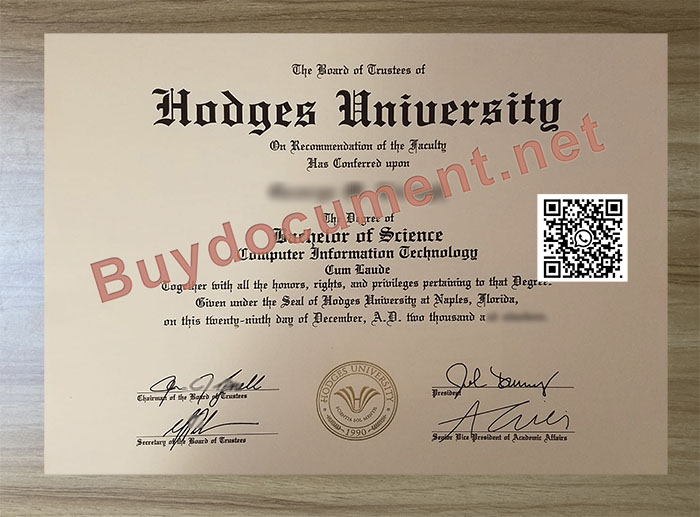 The Board of Trustees of
Hodges University
On Recommendation of the Faculty
Has Conferred upon
The Degree of
Bachelor of Science
Computer Information Technology
Cum Laude
Together with all the honors, rights, and privileges pertaining to that Degree.
Given under the Seal of Hodges University at Naples, Florida,
on this twenty-ninth day of December, A.D. two thousand
Buydocument.net
Chairman of the Board of Trustees
President
HODGES UNIVERSITY
1990
Secretary of the Board of Trustees
Senior Vice President of Academic Affairs